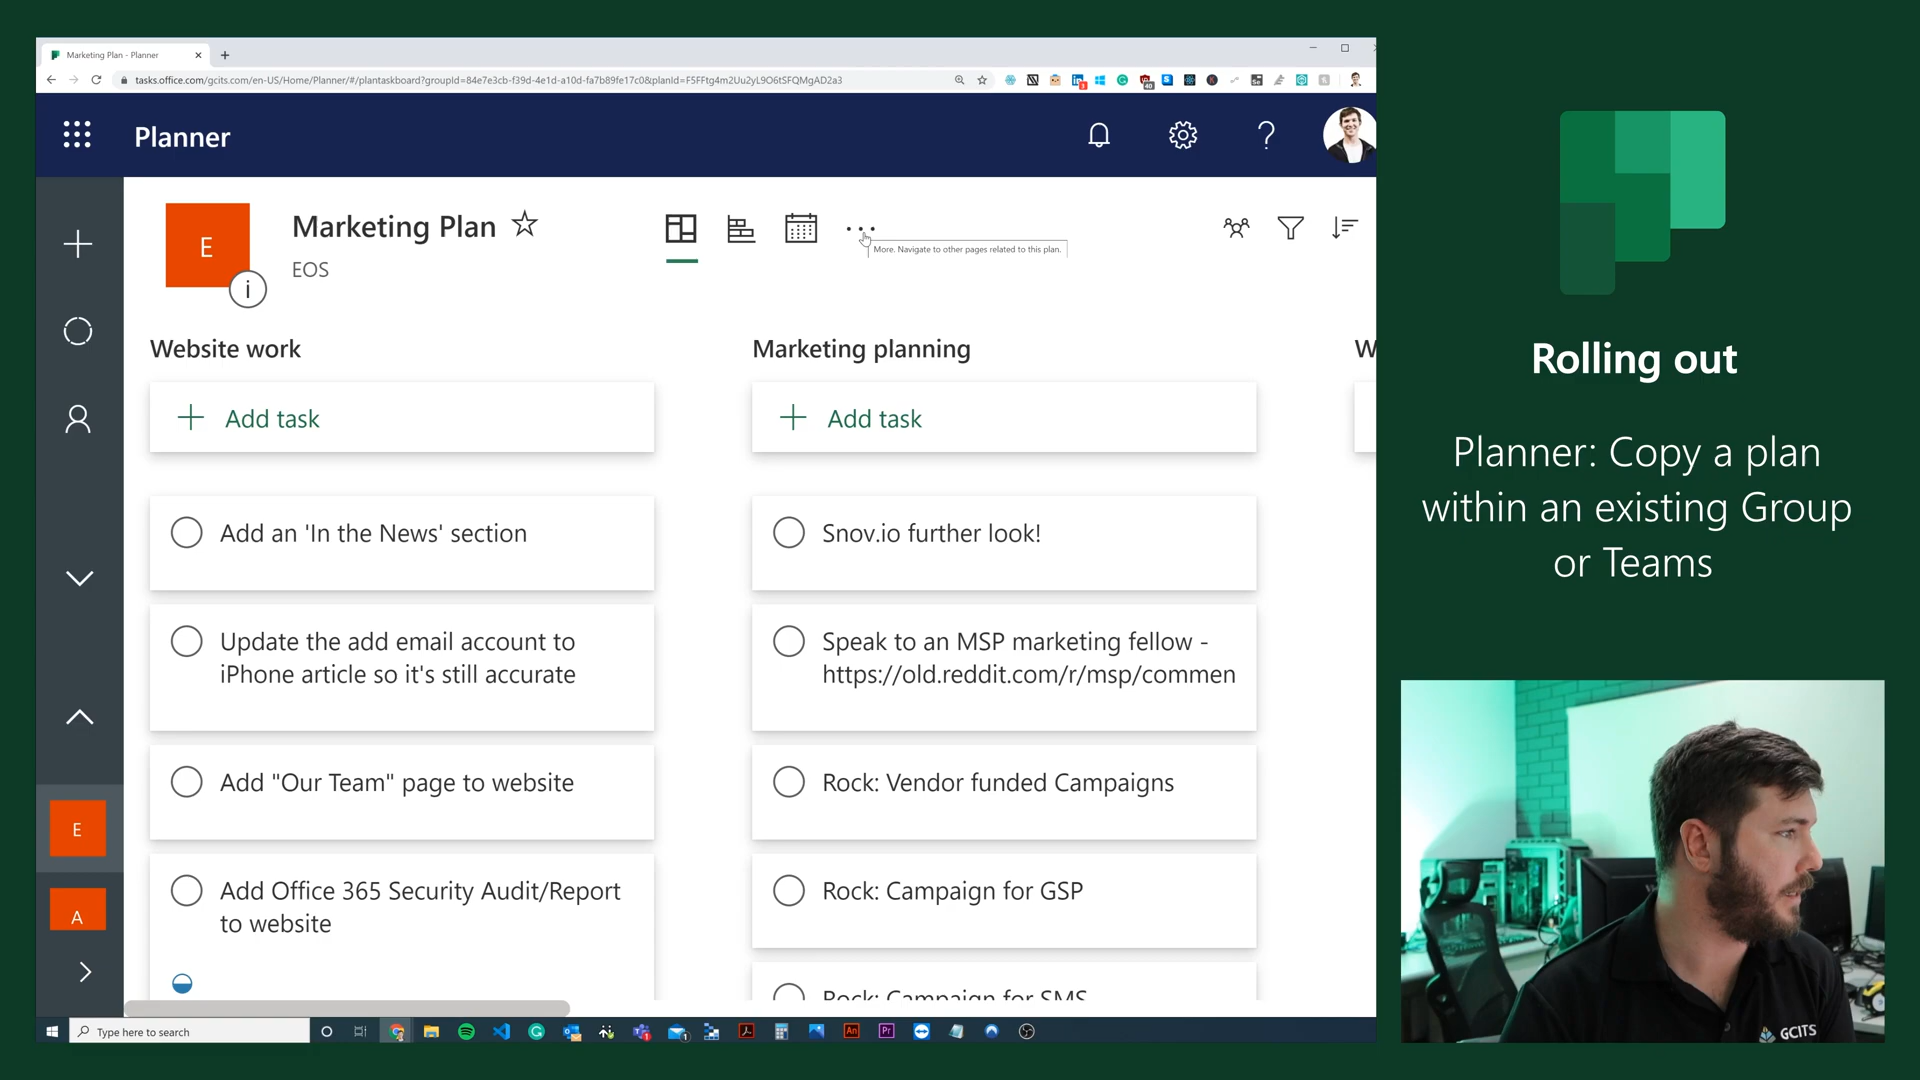 Marketing Plan - Planner
tasks.office.com/gcits.com/en-US/Home/Planner/#/plantaskboard?groupId=84e7e3cb-f39d-4e1d-a10d-fa7b89fe17c0&planId=F5FFtg4m2Uu2yL9O6tSFQMgAD2a3
Planner
E
i
Marketing Plan
EOS
More. Navigate to other pages related to this plan.
Website work
Marketing planning
W
Add task
Add task
Add an 'In the News' section
Snov.io further look!
Update the add email account to
iPhone article so it's still accurate
Speak to an MSP marketing fellow -
https://old.reddit.com/r/msp/commen
Add "Our Team" page to website
Rock: Vendor funded Campaigns
Add Office 365 Security Audit/Report
to website
Rock: Campaign for GSP
Rock: Campaign for SMS
E
A
Type here to search
Rolling out
Planner: Copy a plan
within an existing Group
or Teams
GCITS